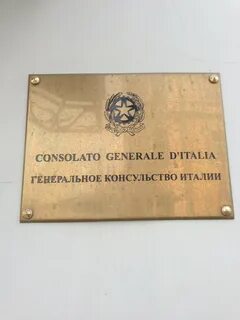 CONSOLATO GENERALE D'ITALIA
ГЕНЕРАЛЬНОЕ КОНСУЛЬСТВО ИТАЛИИ